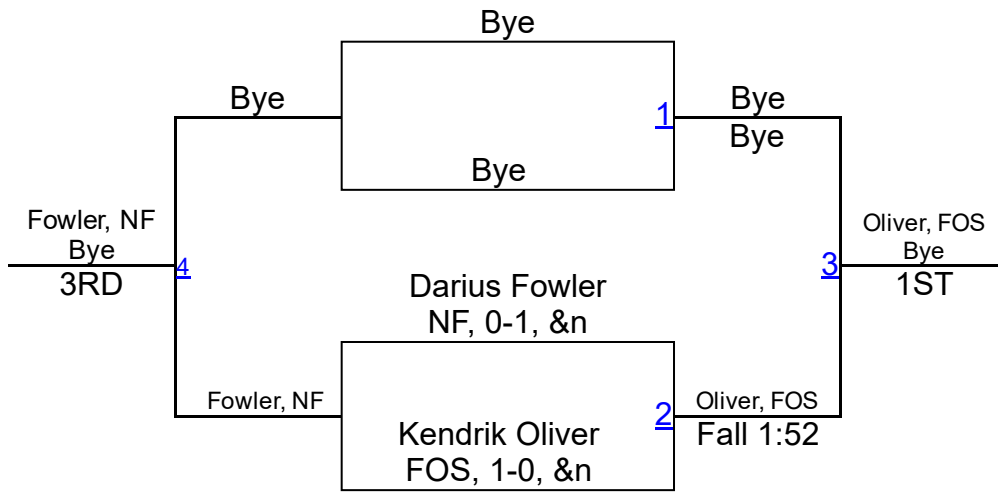 Bye
Bye
1
Bye
Bye
Bye
Fowler, NF
Bye
3RD
4
Oliver, FOS
Bye
1ST
3
Darius Fowler
NF, 0-1, &n
Fowler, NF
Kendrik Oliver
FOS, 1-0, &n
2
Oliver, FOS
Fall 1:52